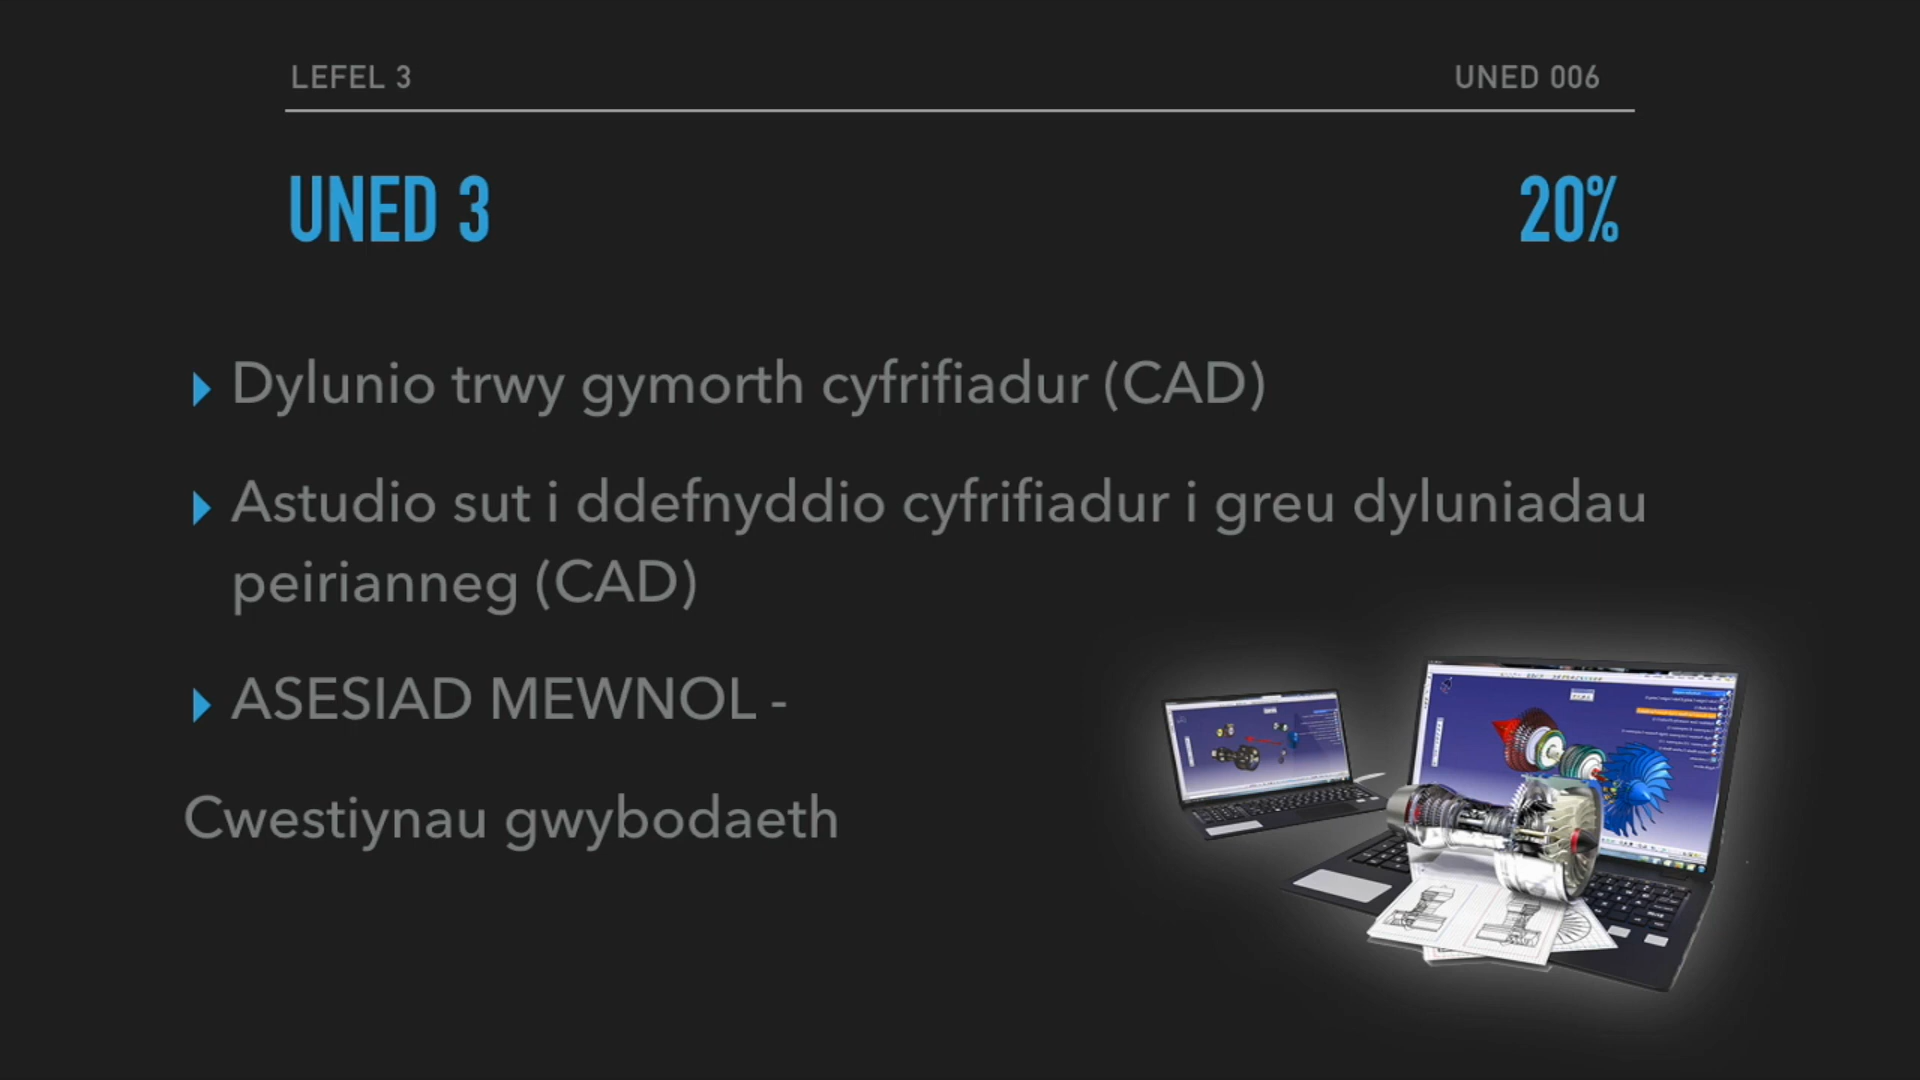 LEFEL 3
UNED 006
UNED 3
20%
Dylunio trwy gymorth cyfrifiadur (CAD)
Astudio sut i ddefnyddio cyfrifiadur i greu dyluniadau
peirianneg (CAD)
ASESIAD MEWNOL -
Cwestiynau gwybodaeth